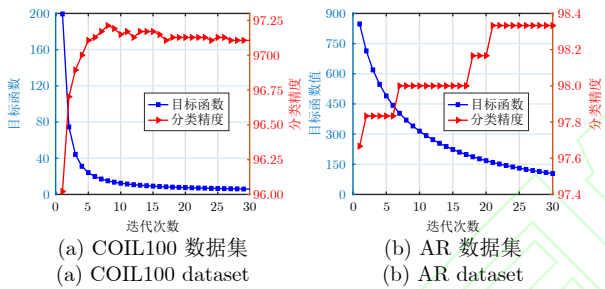 200
160
120
80
40
0
目标函数
97.25
97.00
96.75
96.50
96.25
96.00
分类精度
目标函数
分类精度
0 5 10 15 20 25 30
迭代次数
(a) COIL100 数据集
(a) COIL100 dataset
900
750
600
450
300
150
0
目标函数值
98.4
98.2
98.0
97.8
97.6
97.4
分类精度
目标函数
分类精度
0 5 10 15 20 25 30
迭代次数
(b) AR 数据集
(b) AR dataset